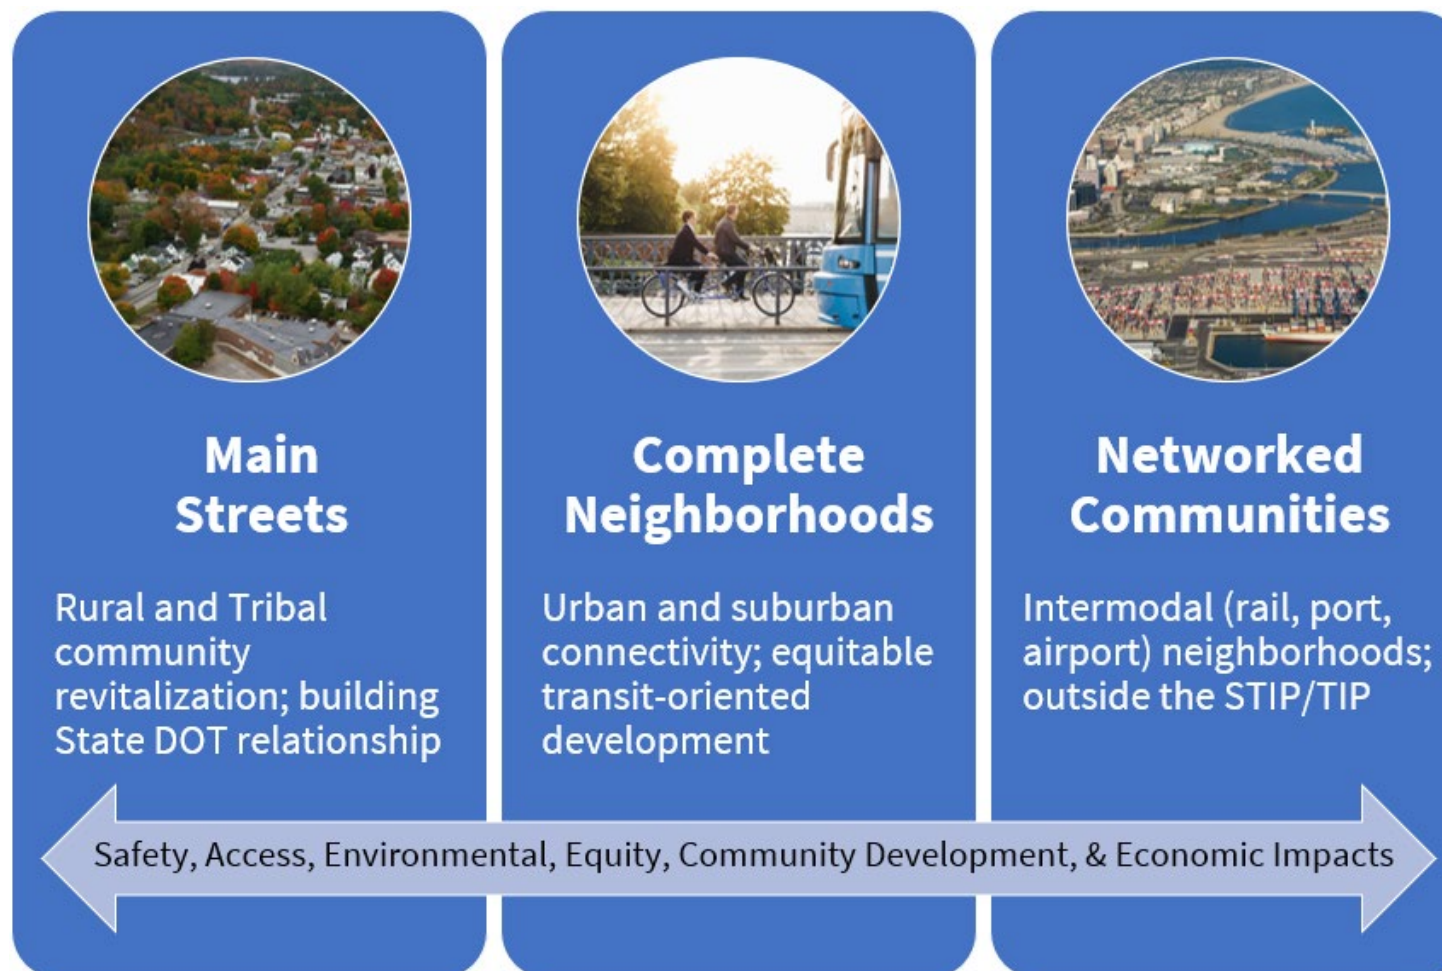 Main
Streets
Rural and Tribal
community
revitalization; building
State DOT relationship
Complete
Neighborhoods
Urban and suburban
connectivity; equitable
transit-oriented
development
Networked
Communities
Intermodal (rail, port,
airport) neighborhoods;
outside the STIP/TIP
Safety, Access, Environmental, Equity, Community Development, & Economic Impacts